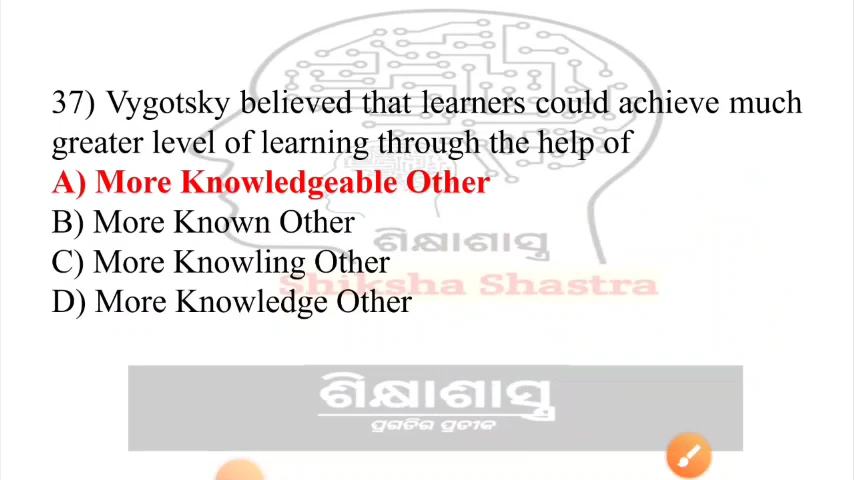 37) Vygotsky believed that learners could achieve much
greater level of learning through the help of
A) More Knowledgeable Other
B) More Known Other
C) More Knowling Other
D) More Knowledge Other
ଶିକ୍ଷାଶାସ୍ତ୍ର
Shiksha Shastra
ଶିକ୍ଷାଶାସ୍ତ୍ର
ପ୍ରଗତିର ପ୍ରତୀକ